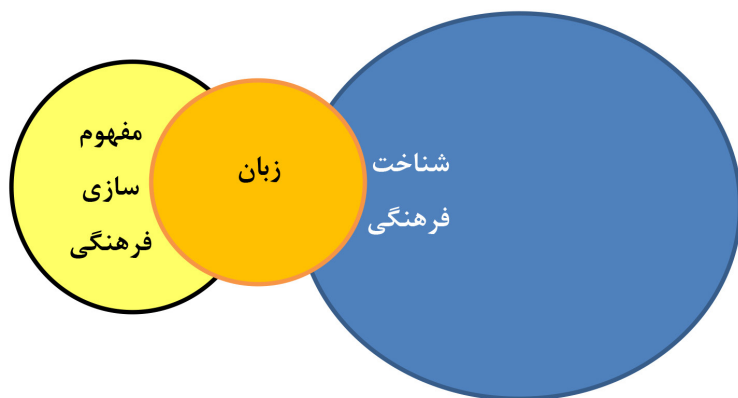 شناخت
فرهنگی
زبان
مفهوم
سازی
فرهنگی